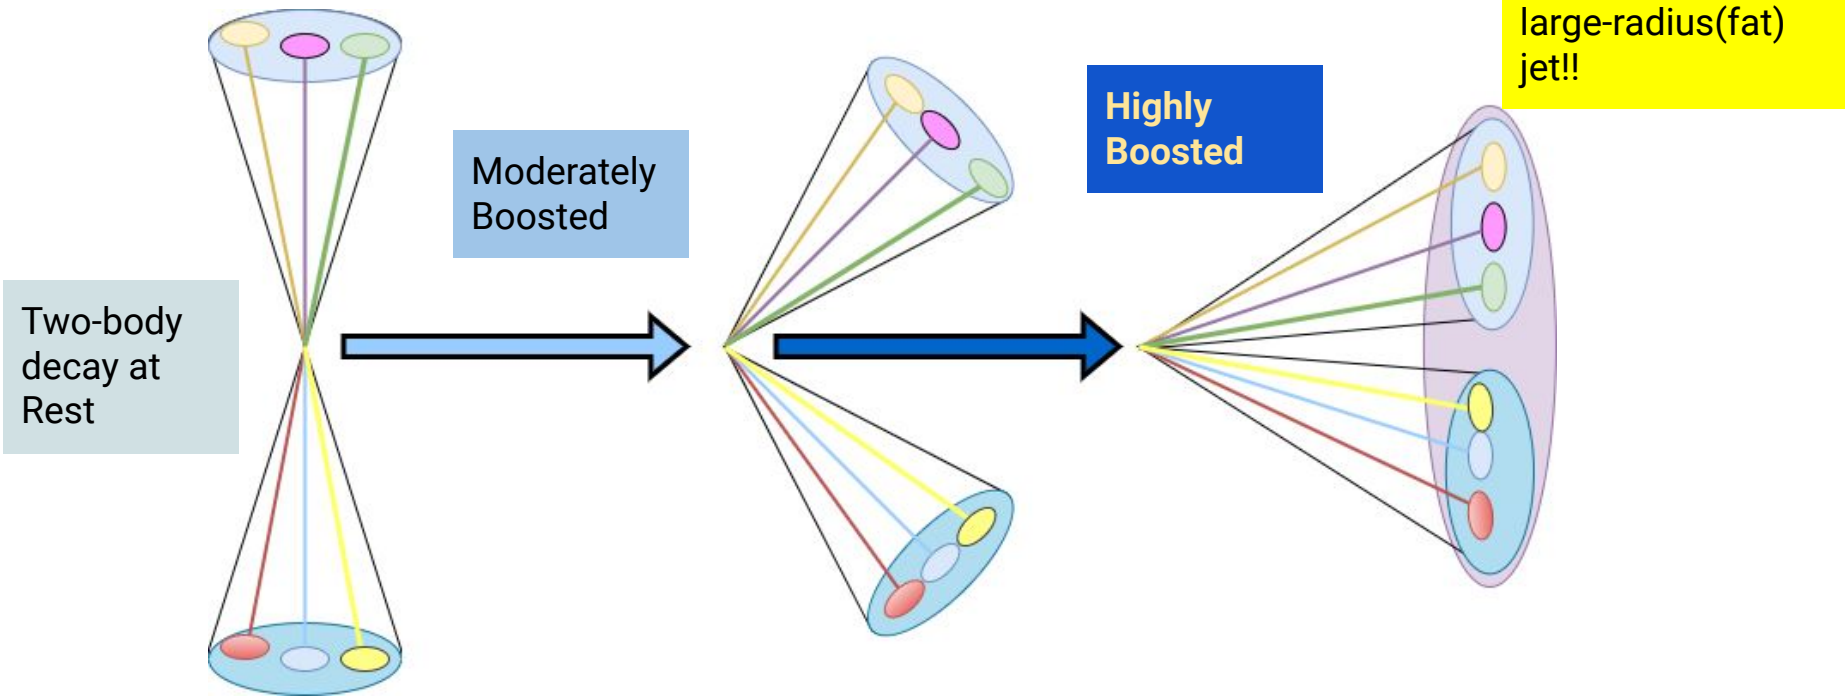 Two-body
decay at
Rest
Moderately
Boosted
Highly
Boosted
large-radius(fat)
jet!!